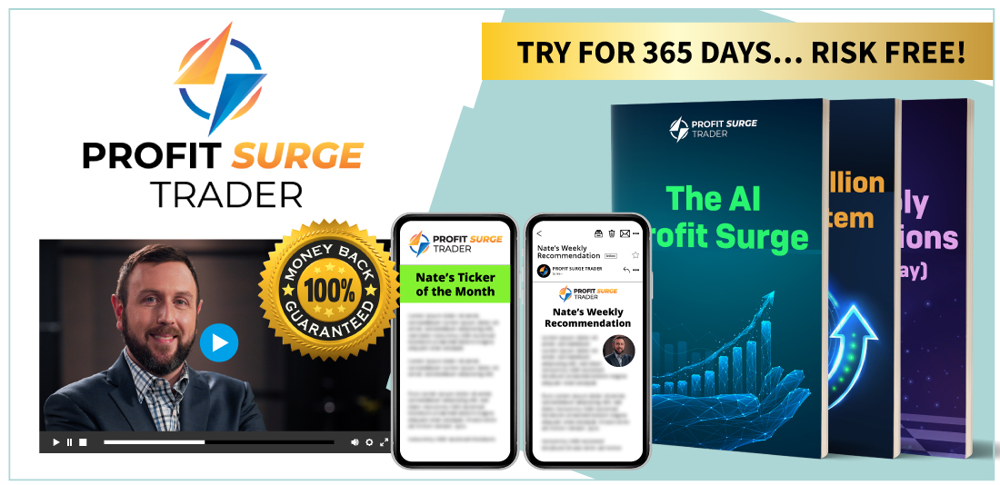 TRY FOR 365 DAYS... RISK FREE!
PROFIT SURGE
TRADER
MONEY BACK
100%
GUARANTEED
PROFIT SURGE
TRADER
Nate's Ticker
of the Month
Nate's Weekly
Recommendation
PROFIT SURGE TRADER
PROFIT SURGE
TRADER
Nate's Weekly
Recommendation
PROFIT SURGE
TRADER
The AI
rofit Surge
llion
tem
ly
ions
ay)